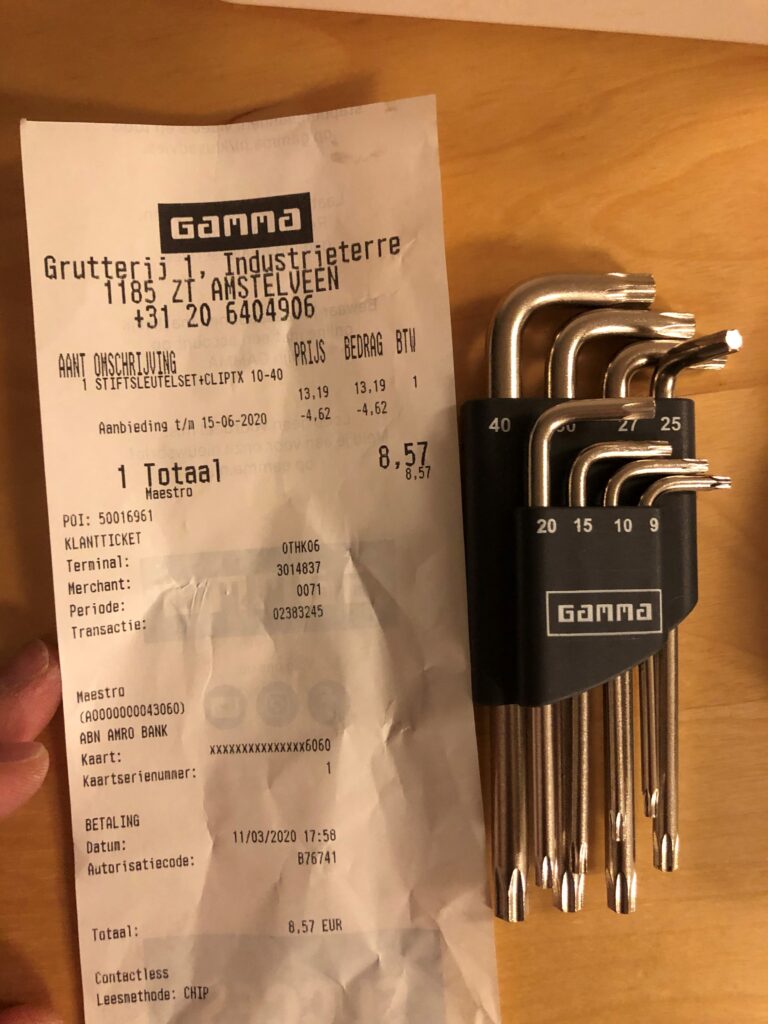 GAMMA
Grutterij 1, Industrieterre
1185 ZT AMSTELVEEN
+31 20 6404906
AANT OMSCHRIJVING PRIJS BEDRAG BTW
1 STIFTSLEUTELSET+CLIPTX 10-40
13,19 13,19 1
Aanbieding t/m 15-06-2020 -4,62 -4,62
1 Totaal 8,57
Maestro 8,57
POI: 50016961
KLANTTICKET
Terminal: OTHK06
Merchant: 3014837
Periode: 0071
Transactie: 02383245
Maestro
(A0000000043060)
ABN AMRO BANK
Kaart: xxxxxxxxxxxxxxx6060
Kaartserienummer: 1
BETALING
Datum: 11/03/2020 17:58
Autorisatiecode: B76741
Totaal: 8,57 EUR
Contactless
Leesmethode: CHIP
40 27 25
20 15 10 9
GAMMA